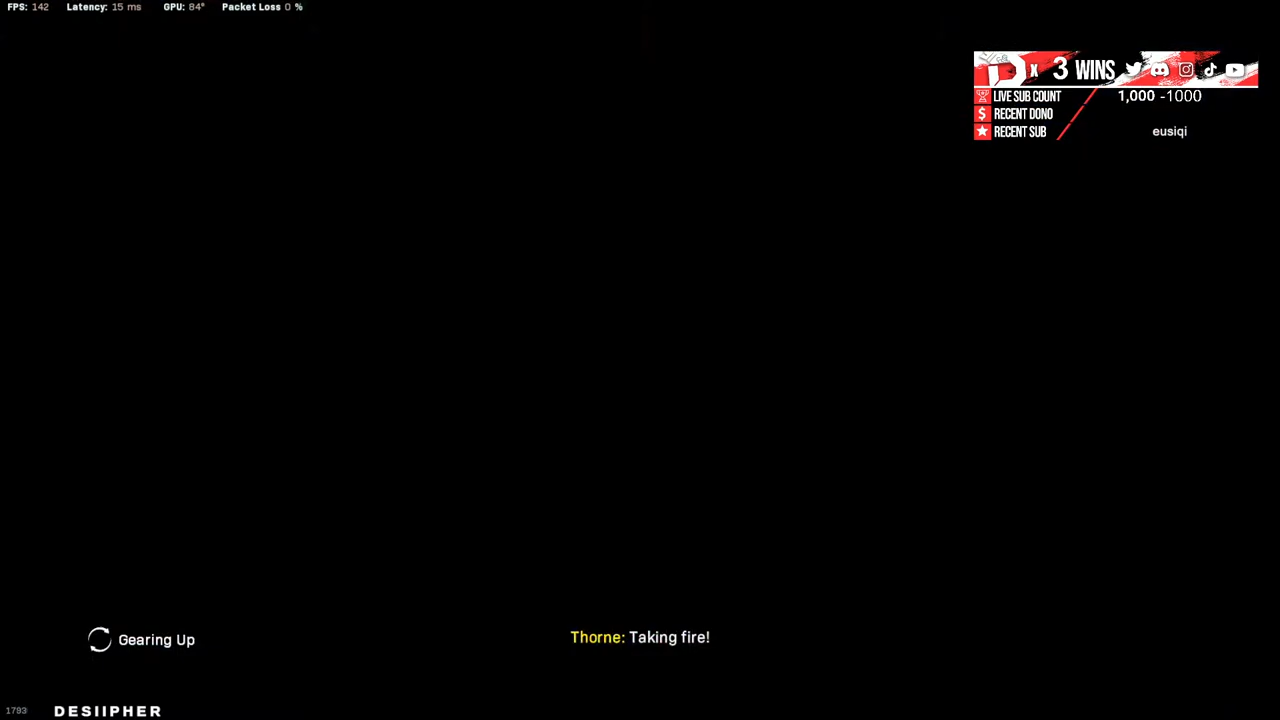 FPS: 142 Latency: 15 ms GPU: 84° Packet Loss 0 %
X 3 WINS
LIVE SUB COUNT 1,000 -1000
RECENT DONO
RECENT SUB eusiqi
Gearing Up
Thorne: Taking fire!
1793 DESIIPHER